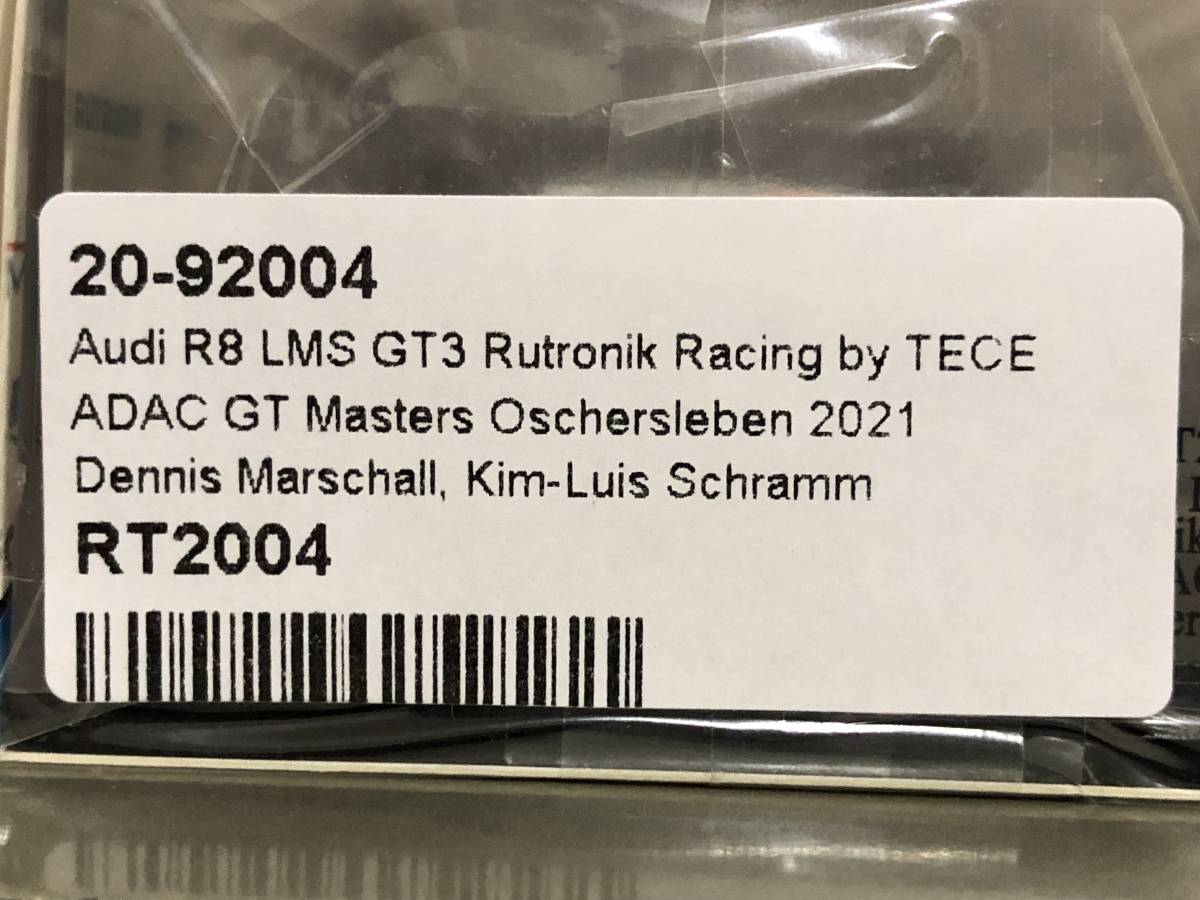 20-92004
Audi R8 LMS GT3 Rutronik Racing by TECE
ADAC GT Masters Oschersleben 2021
Dennis Marschall, Kim-Luis Schramm
RT2004